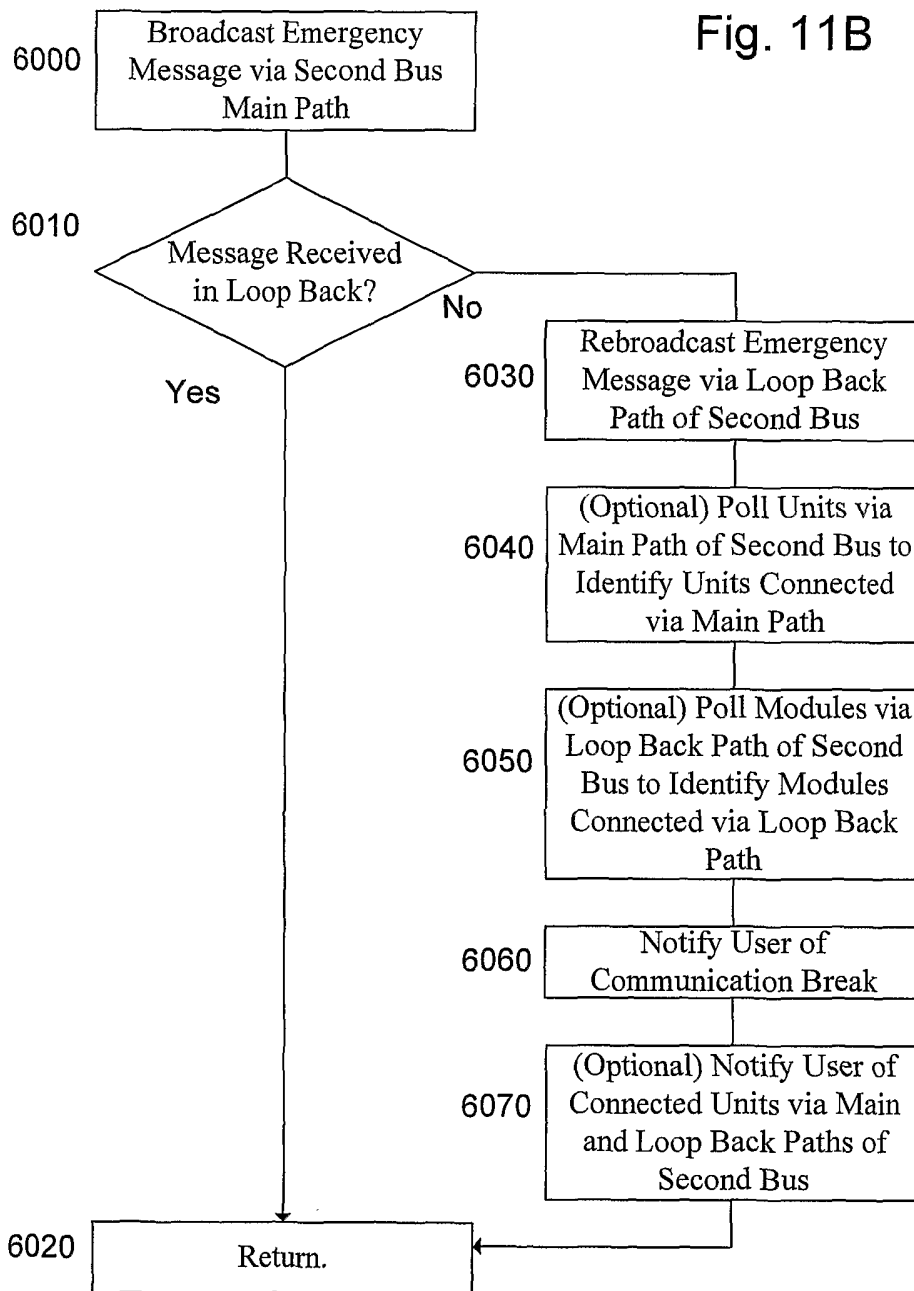 Fig. 11B
6000
Broadcast Emergency
Message via Second Bus
Main Path
6010
Message Received
in Loop Back?
No
Yes
6030
Rebroadcast Emergency
Message via Loop Back
Path of Second Bus
6040
(Optional) Poll Units via
Main Path of Second Bus to
Identify Units Connected
via Main Path
6050
(Optional) Poll Modules via
Loop Back Path of Second
Bus to Identify Modules
Connected via Loop Back
Path
6060
Notify User of
Communication Break
6070
(Optional) Notify User of
Connected Units via Main
and Loop Back Paths of
Second Bus
6020
Return.